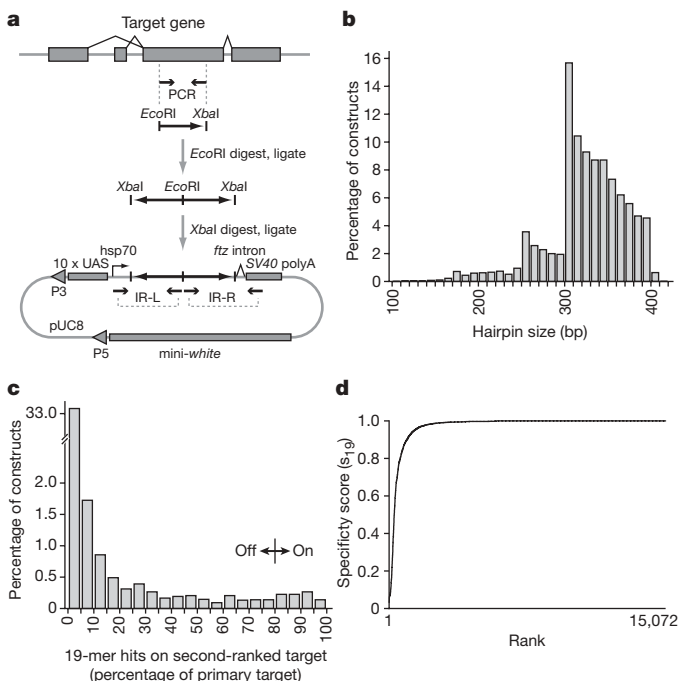 a
Target gene
PCR
EcoRI XbaI
EcoRI digest, ligate
XbaI EcoRI XbaI
XbaI digest, ligate
hsp70 ftz intron
10 x UAS SV40 polyA
P3 IR-L IR-R
pUC8
P5 mini-white
b
Percentage of constructs
16
14
12
10
8
6
4
2
0
100 200 300 400
Hairpin size (bp)
c
Percentage of constructs
33.0
2.0
1.5
1.0
0.5
0
Off On
0 10 20 30 40 50 60 70 80 90 100
19-mer hits on second-ranked target
(percentage of primary target)
d
Specificty score (s19)
1.0
0.8
0.6
0.4
0.2
0
1 15,072
Rank